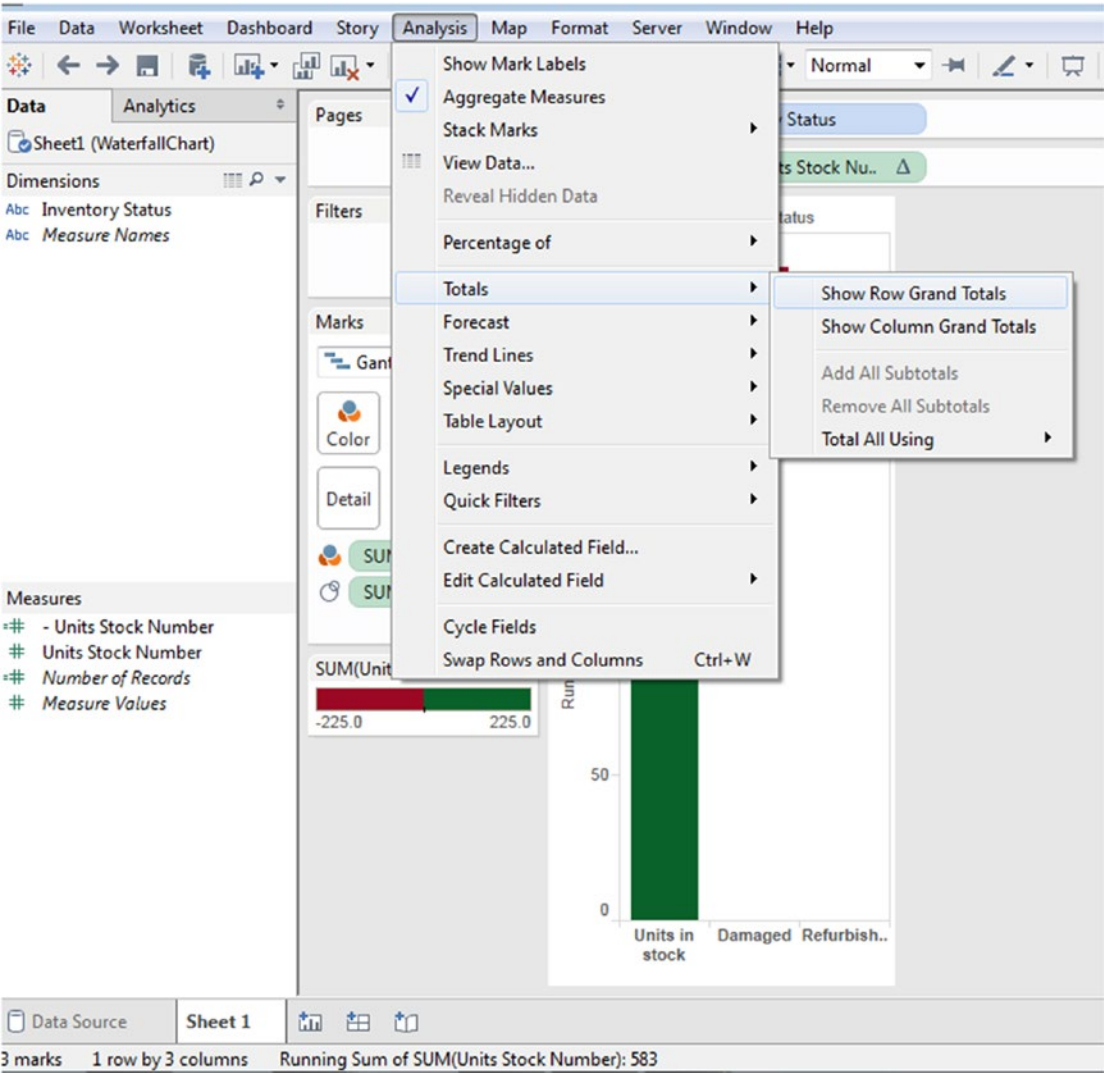 File Data Worksheet Dashboard Story Analysis Map Format Server Window Help
Normal
Data Analytics
Sheet1 (WaterfallChart)
Dimensions
Abc Inventory Status
Abc Measure Names
Measures
=# - Units Stock Number
# Units Stock Number
=# Number of Records
# Measure Values
Pages
Filters
Marks
Color
Detail
-225.0 225.0
Show Mark Labels
Aggregate Measures
Stack Marks
View Data...
Reveal Hidden Data
Percentage of
Totals
Forecast
Trend Lines
Special Values
Table Layout
Legends
Quick Filters
Create Calculated Field...
Edit Calculated Field
Cycle Fields
Swap Rows and Columns Ctrl+W
Show Row Grand Totals
Show Column Grand Totals
Add All Subtotals
Remove All Subtotals
Total All Using
Status
Stock Nu.. Δ
50
0
Units in
stock
Damaged Refurbish..
Data Source Sheet 1
3 marks 1 row by 3 columns Running Sum of SUM(Units Stock Number): 583